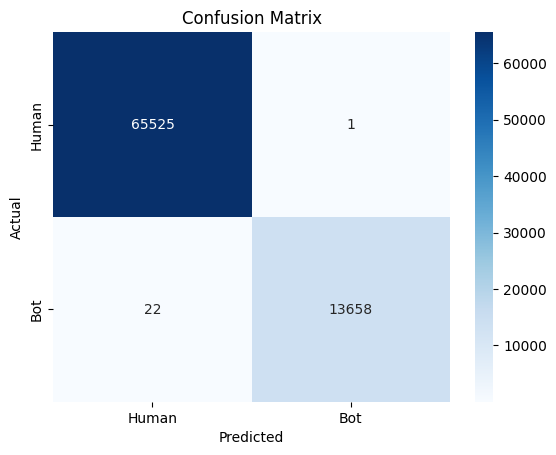 Confusion Matrix
Human
65525
1
Actual
Bot
22
13658
Human
Bot
Predicted
60000
50000
40000
30000
20000
10000